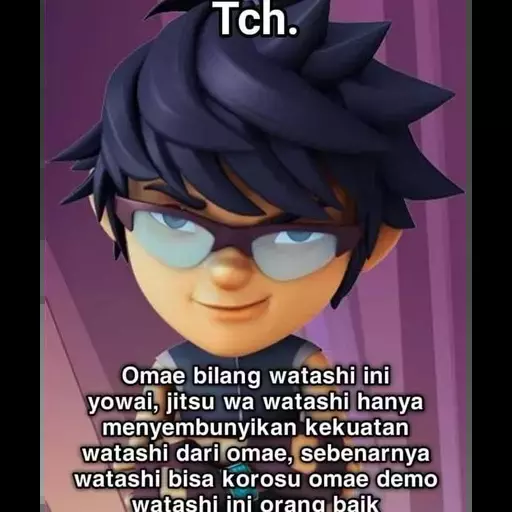 Tch.
Omae bilang watashi ini
yowai, jitsu wa watashi hanya
menyembunyikan kekuatan
watashi dari omae, sebenarnya
watashi bisa korosu omae demo
watashi ini orang baik